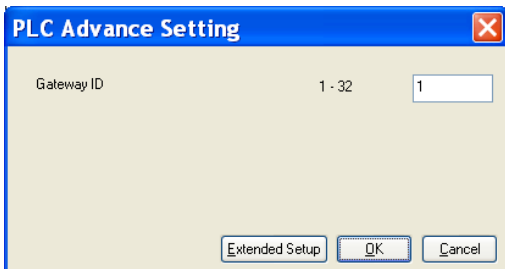 PLC Advance Setting
Gateway ID 1 - 32 1
Extended Setup OK Cancel